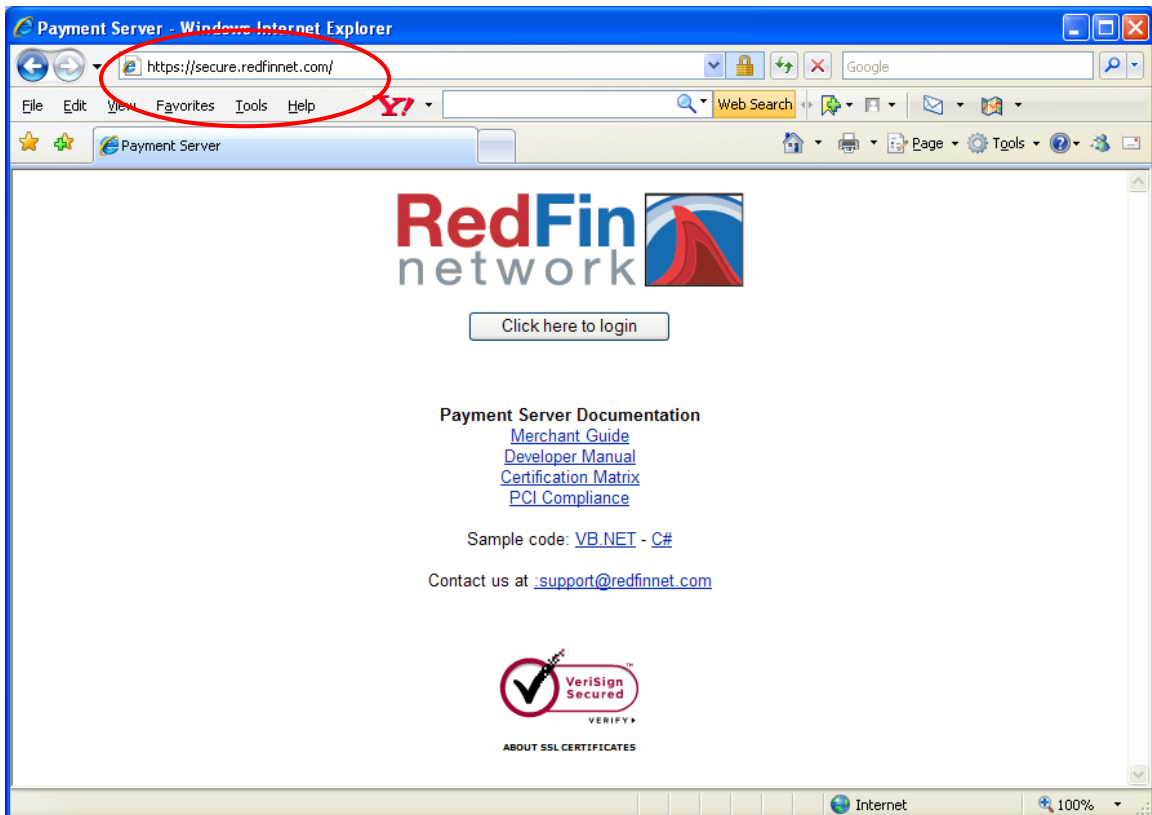 Payment Server - Windows Internet Explorer
https://secure.redfinnet.com/
Google
File Edit View Favorites Tools Help
Y! Web Search
Payment Server
Page Tools
RedFin
network
Click here to login
Payment Server Documentation
Merchant Guide
Developer Manual
Certification Matrix
PCI Compliance
Sample code: VB.NET - C#
Contact us at :support@redfinnet.com
VeriSign™
Secured
VERIFY
ABOUT SSL CERTIFICATES
Internet 100%